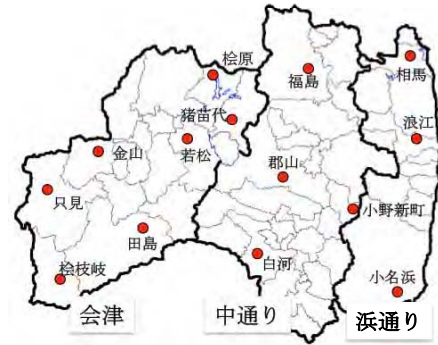 桧原
福島
相馬
猪苗代
浪江
金山
若松
郡山
只見
小野新町
田島
白河
桧枝岐
小名浜
会津
中通り
浜通り